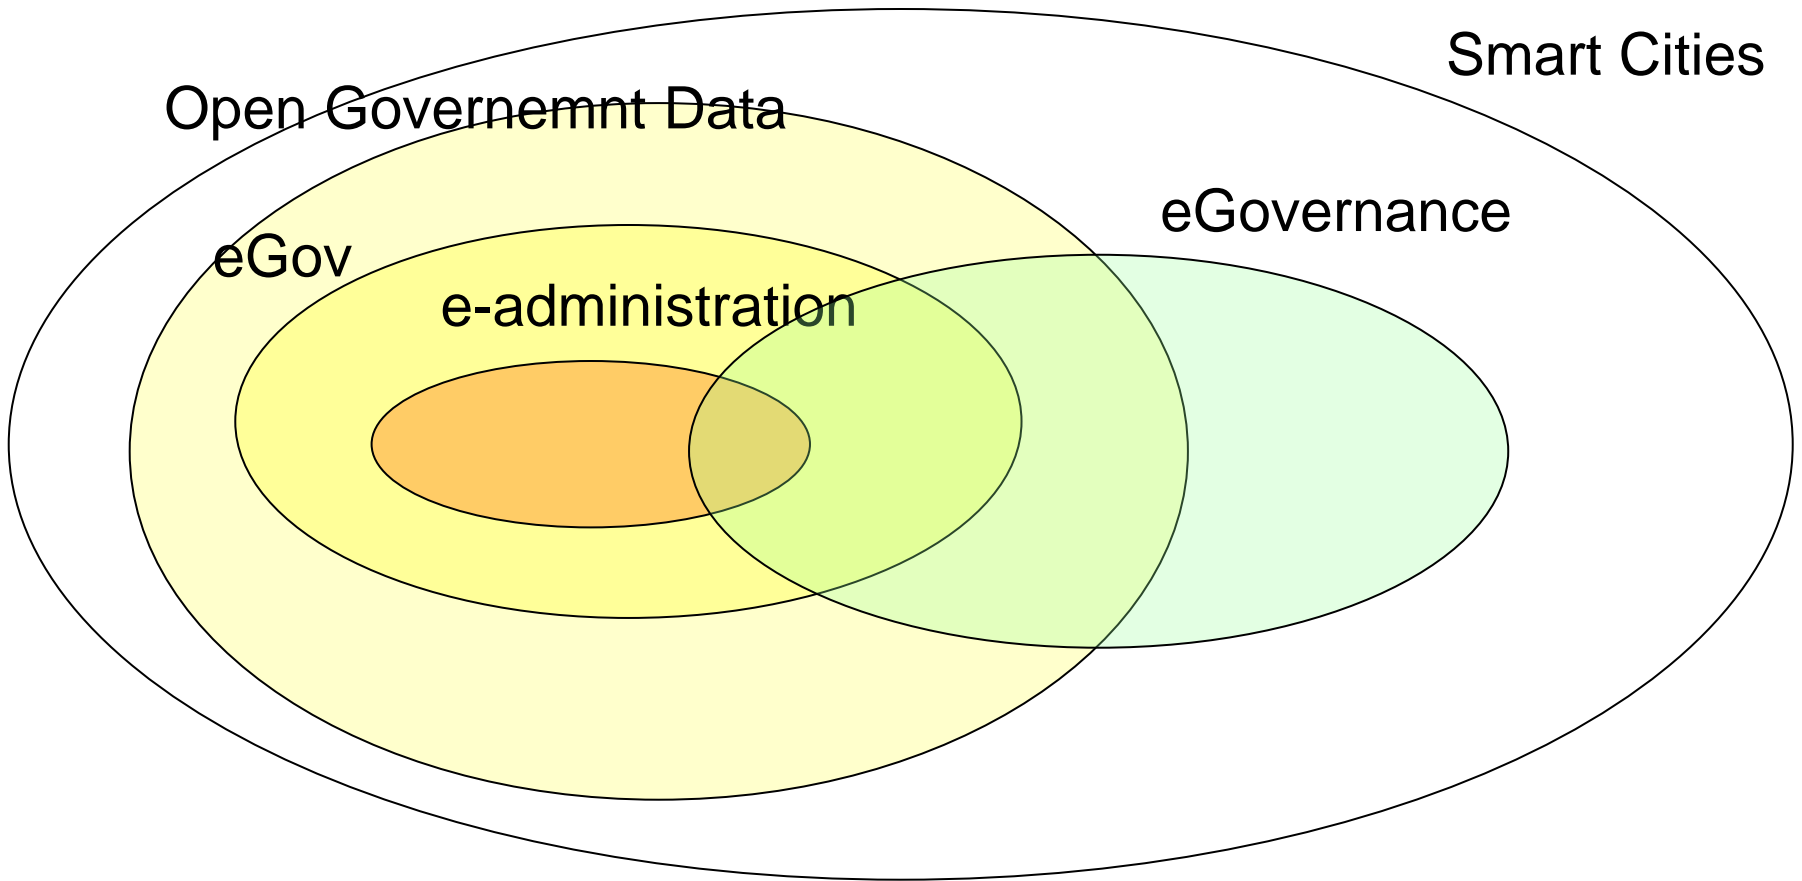 Smart Cities
Open Governemnt Data
eGovernance
eGov
e-administration